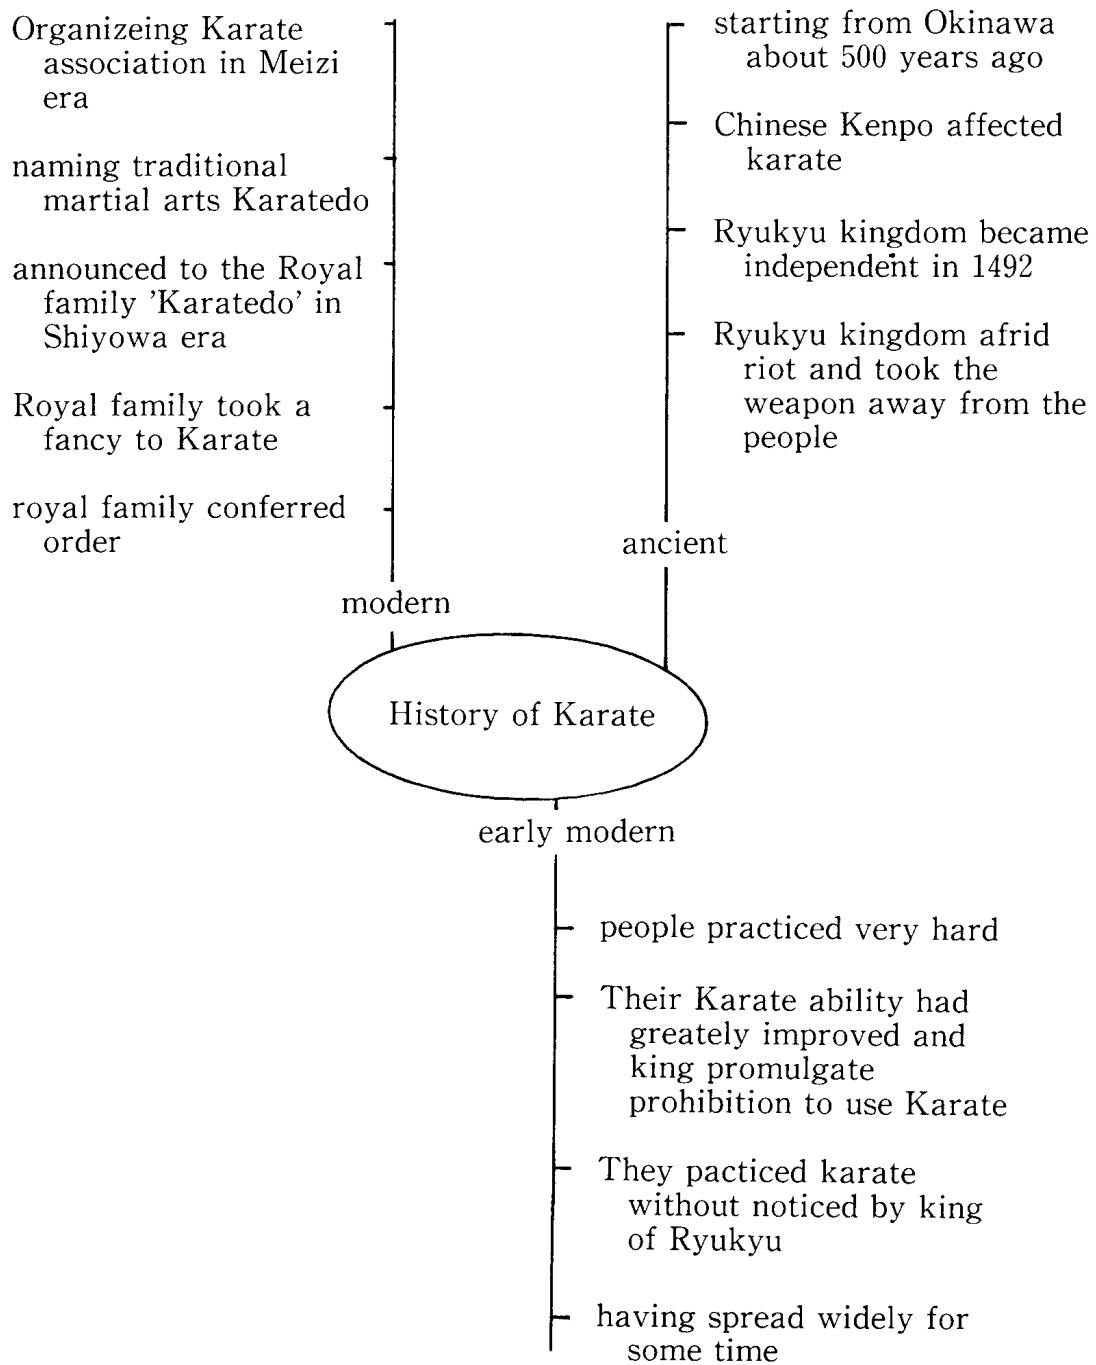 Organizeing Karate
association in Meizi
era
naming traditional
martial arts Karatedo
announced to the Royal
family 'Karatedo' in
Shiyowa era
Royal family took a
fancy to Karate
royal family conferred
order
modern
starting from Okinawa
about 500 years ago
Chinese Kenpo affected
karate
Ryukyu kingdom became
independent in 1492
Ryukyu kingdom afrid
riot and took the
weapon away from the
people
ancient
History of Karate
early modern
people practiced very hard
Their Karate ability had
greately improved and
king promulgate
prohibition to use Karate
They pacticed karate
without noticed by king
of Ryukyu
having spread widely for
some time